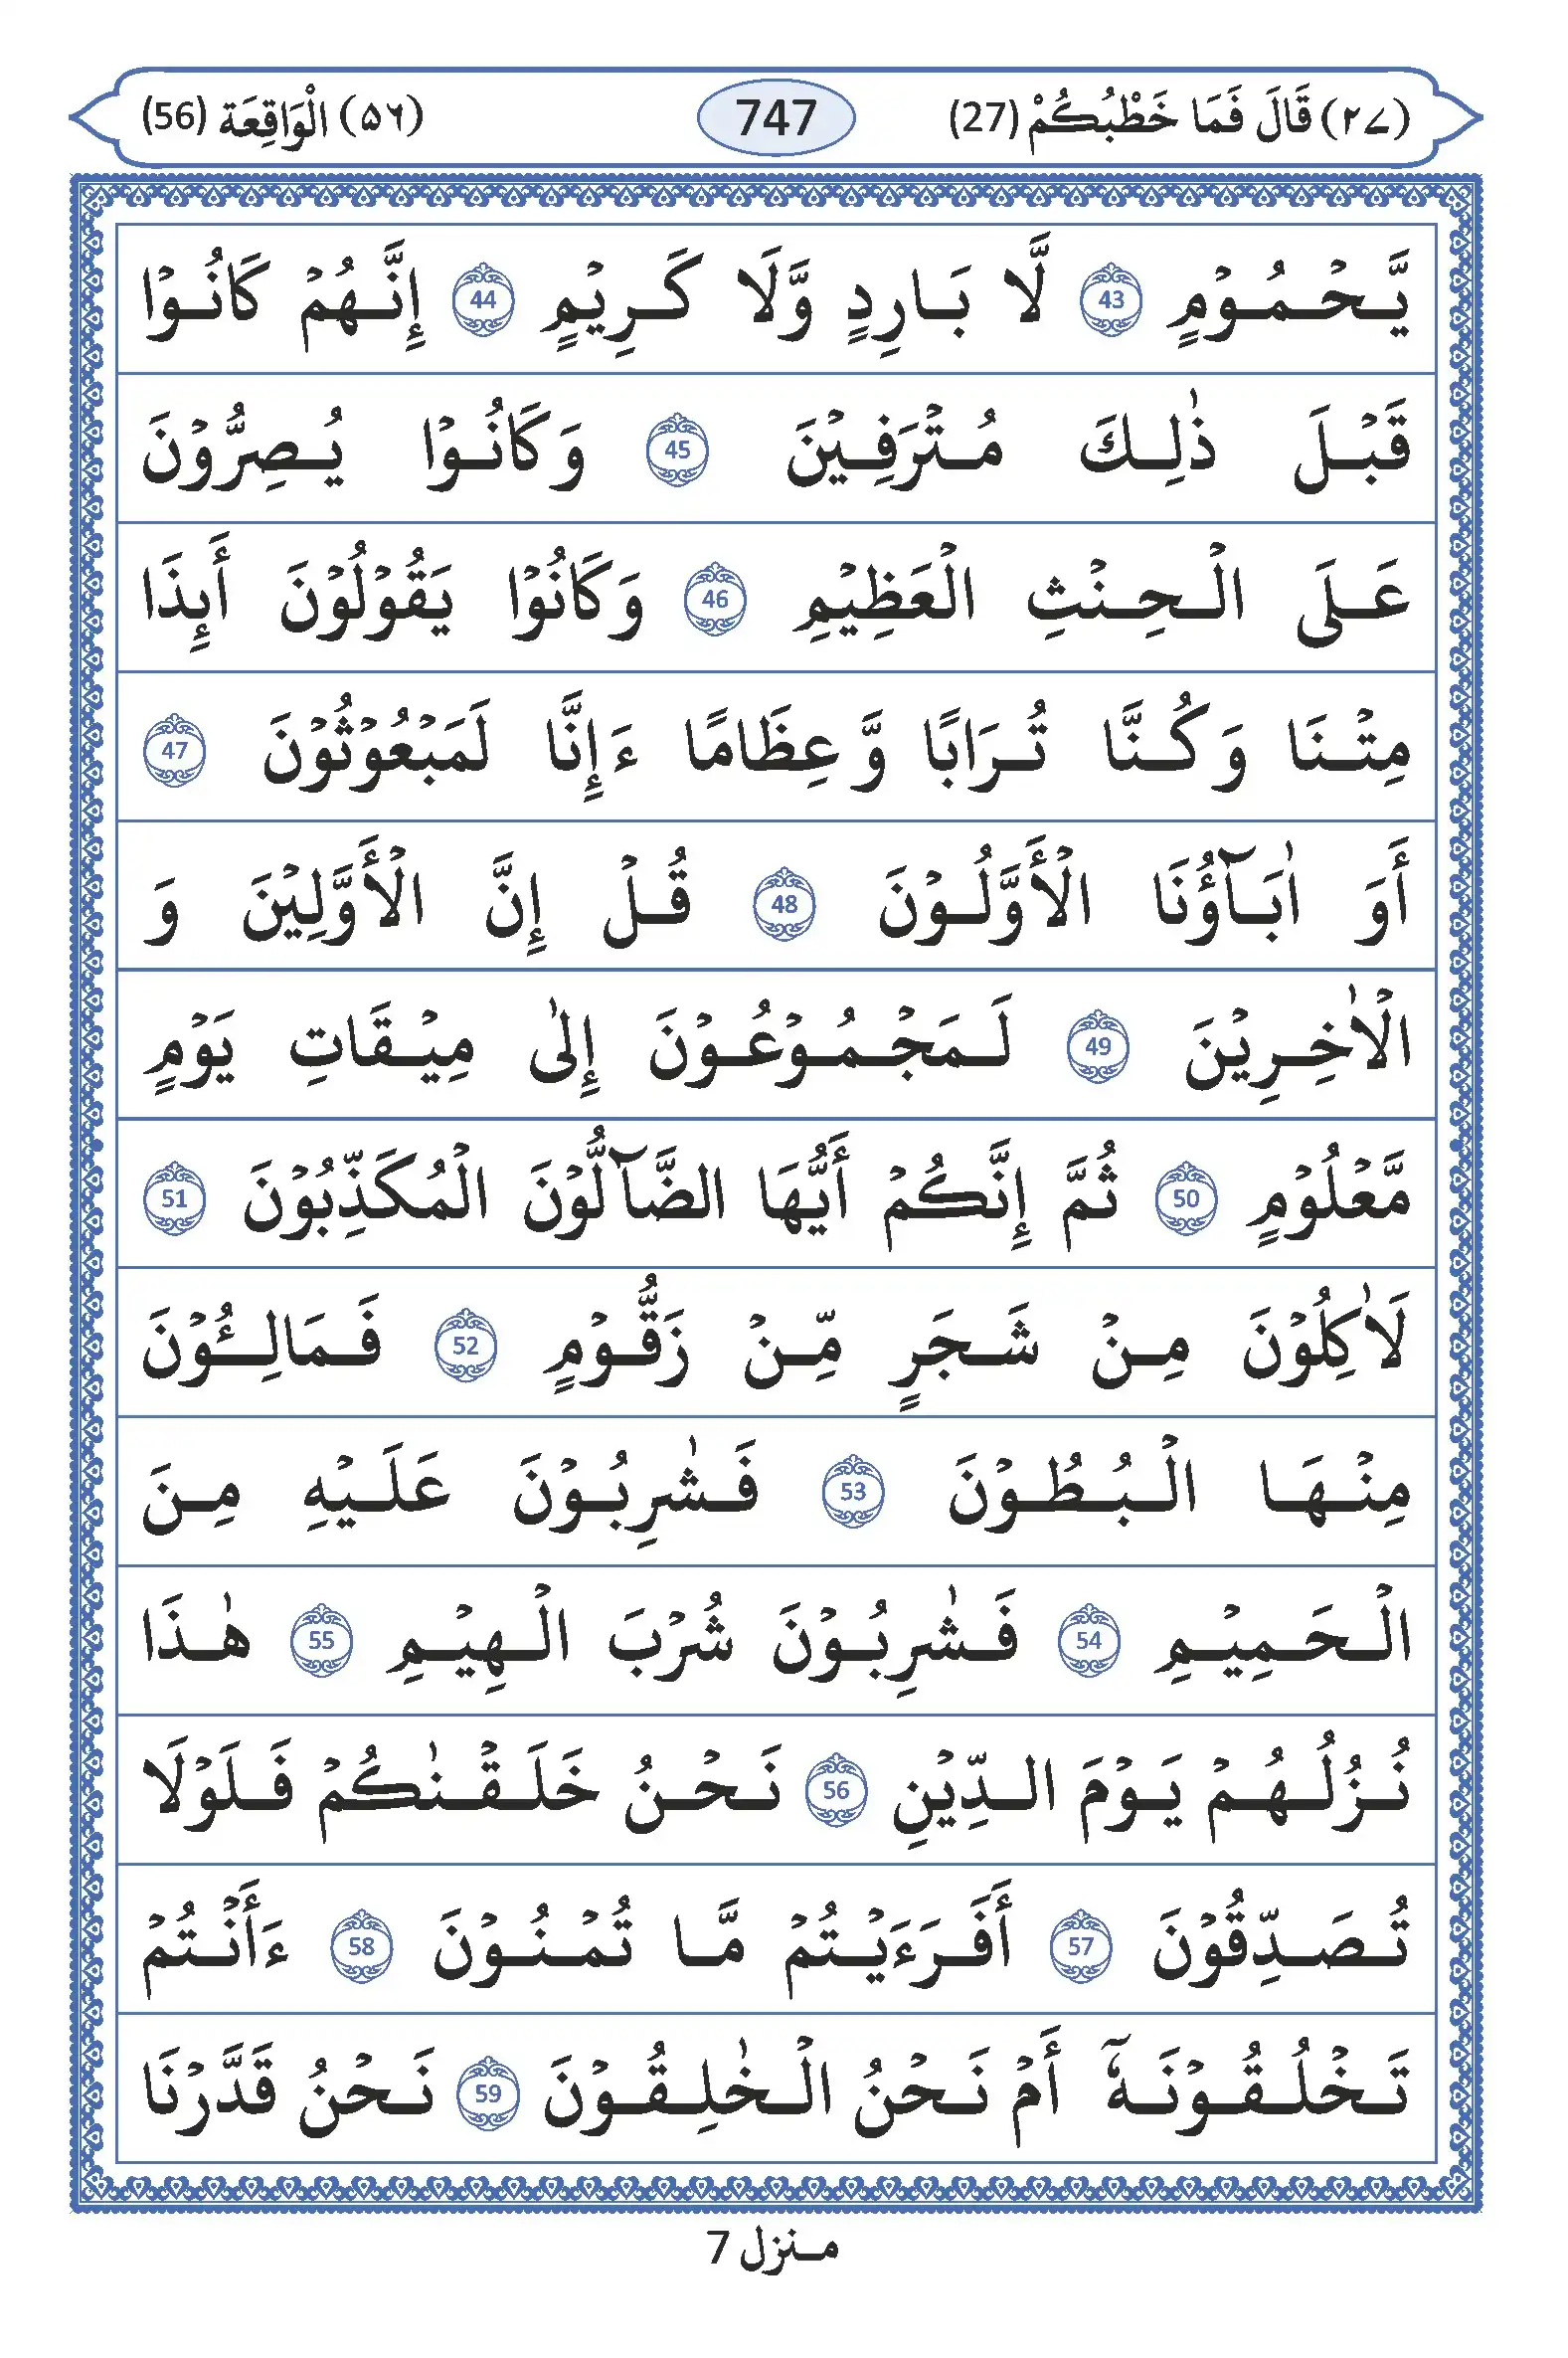 (٢٧) قَالَ فَمَا خَطْبُكُمْ (27) 747 (٥٦) الْوَاقِعَة (56)
يَّحْمُوْمٍ 43 لَّا بَارِدٍ وَّلَا كَرِيْمٍ 44 إِنَّهُمْ كَانُوْا
قَبْلَ ذٰلِكَ مُتْرَفِيْنَ 45 وَكَانُوْا يُصِرُّوْنَ
عَلَى الْحِنْثِ الْعَظِيْمِ 46 وَكَانُوْا يَقُوْلُوْنَ أَىِٕذَا
مِتْنَا وَكُنَّا تُرَابًا وَّعِظَامًا ءَإِنَّا لَمَبْعُوْثُوْنَ 47
أَوَ اٰبَآؤُنَا الْأَوَّلُوْنَ 48 قُلْ إِنَّ الْأَوَّلِيْنَ وَ
الْاٰخِرِيْنَ 49 لَمَجْمُوْعُوْنَ إِلٰى مِيْقَاتِ يَوْمٍ
مَّعْلُوْمٍ 50 ثُمَّ إِنَّكُمْ أَيُّهَا الضَّآلُّوْنَ الْمُكَذِّبُوْنَ 51
لَاٰكِلُوْنَ مِنْ شَجَرٍ مِّنْ زَقُّوْمٍ 52 فَمَالِـُٔوْنَ
مِنْهَا الْبُطُوْنَ 53 فَشٰرِبُوْنَ عَلَيْهِ مِنَ
الْحَمِيْمِ 54 فَشٰرِبُوْنَ شُرْبَ الْهِيْمِ 55 هٰذَا
نُزُلُهُمْ يَوْمَ الدِّيْنِ 56 نَحْنُ خَلَقْنٰكُمْ فَلَوْلَا
تُصَدِّقُوْنَ 57 أَفَرَءَيْتُمْ مَّا تُمْنُوْنَ 58 ءَأَنْتُمْ
تَخْلُقُوْنَهٗٓ أَمْ نَحْنُ الْخٰلِقُوْنَ 59 نَحْنُ قَدَّرْنَا
منزل 7